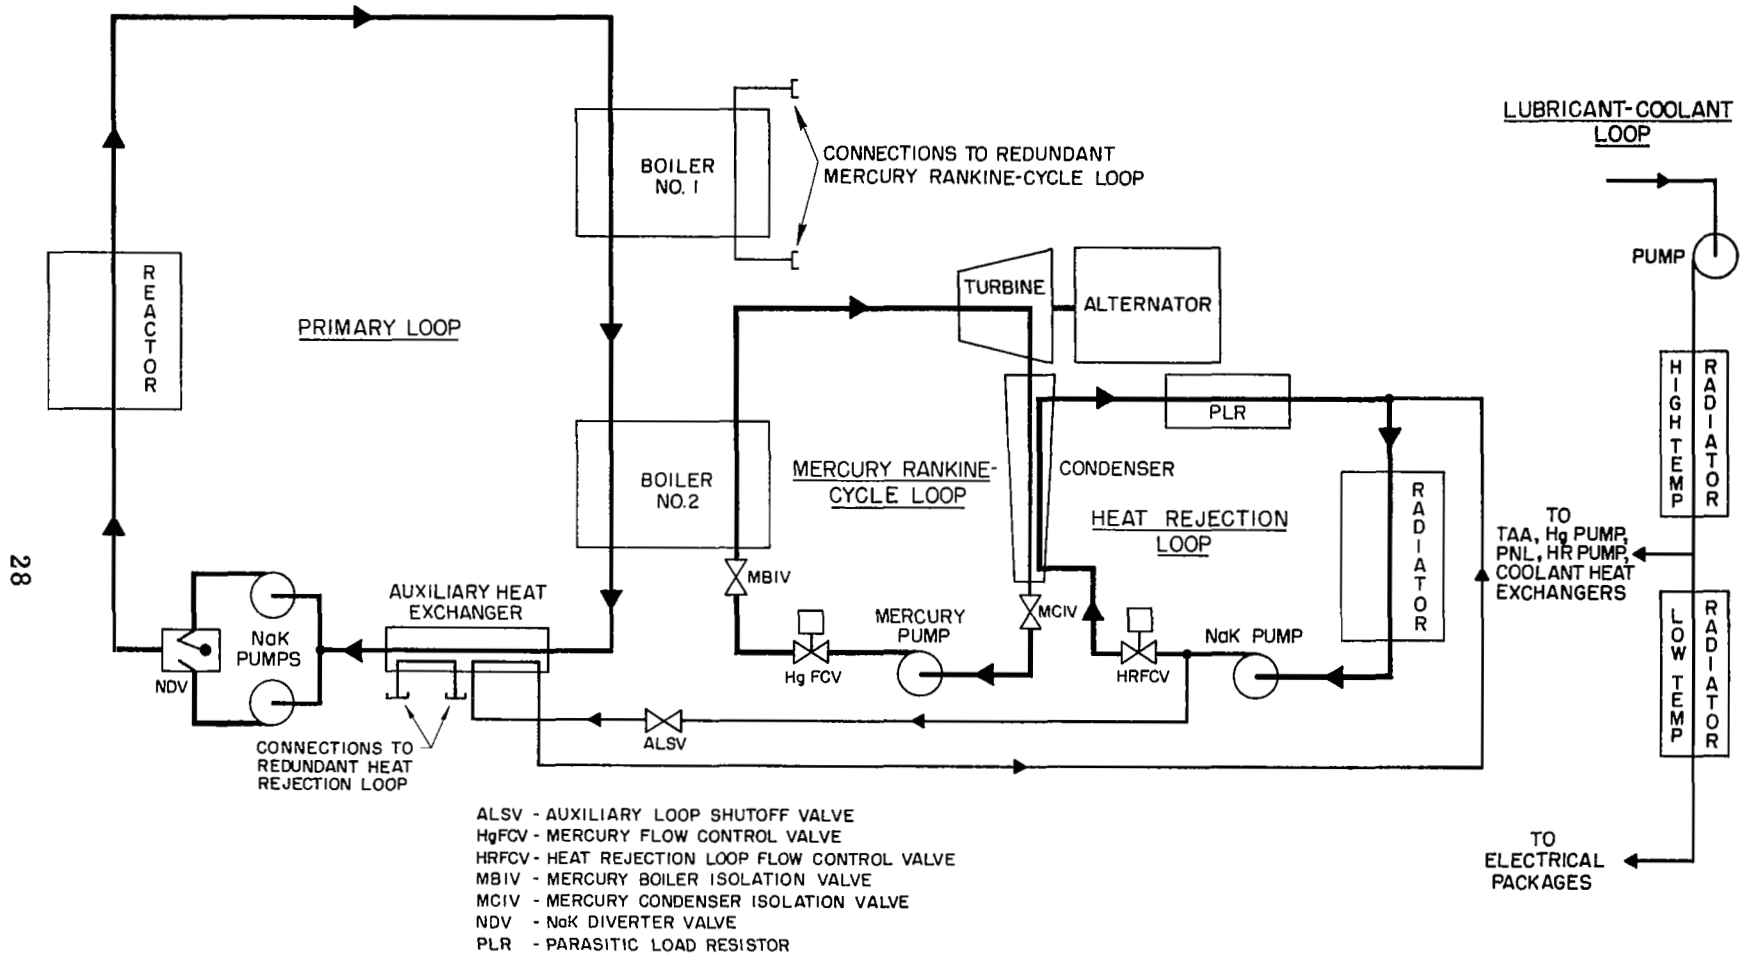 LUBRICANT-COOLANT
LOOP
BOILER
NO. 1
CONNECTIONS TO REDUNDANT
MERCURY RANKINE-CYCLE LOOP
PUMP
REACTOR
PRIMARY LOOP
TURBINE
ALTERNATOR
HIGH TEMP
RADIATOR
PLR
BOILER
NO.2
MERCURY RANKINE-
CYCLE LOOP
CONDENSER
HEAT REJECTION
LOOP
RADIATOR
TO
TAA, Hg PUMP,
PNL, HR PUMP,
COOLANT HEAT
EXCHANGERS
28
MBIV
AUXILIARY HEAT
EXCHANGER
MCIV
MERCURY
PUMP
NaK PUMP
LOW TEMP
RADIATOR
NaK
PUMPS
NDV
Hg FCV
HRFCV
ALSV
CONNECTIONS TO
REDUNDANT HEAT
REJECTION LOOP
ALSV - AUXILIARY LOOP SHUTOFF VALVE
HgFCV - MERCURY FLOW CONTROL VALVE
HRFCV - HEAT REJECTION LOOP FLOW CONTROL VALVE
MBIV - MERCURY BOILER ISOLATION VALVE
MCIV - MERCURY CONDENSER ISOLATION VALVE
NDV - NaK DIVERTER VALVE
PLR - PARASITIC LOAD RESISTOR
TO
ELECTRICAL
PACKAGES